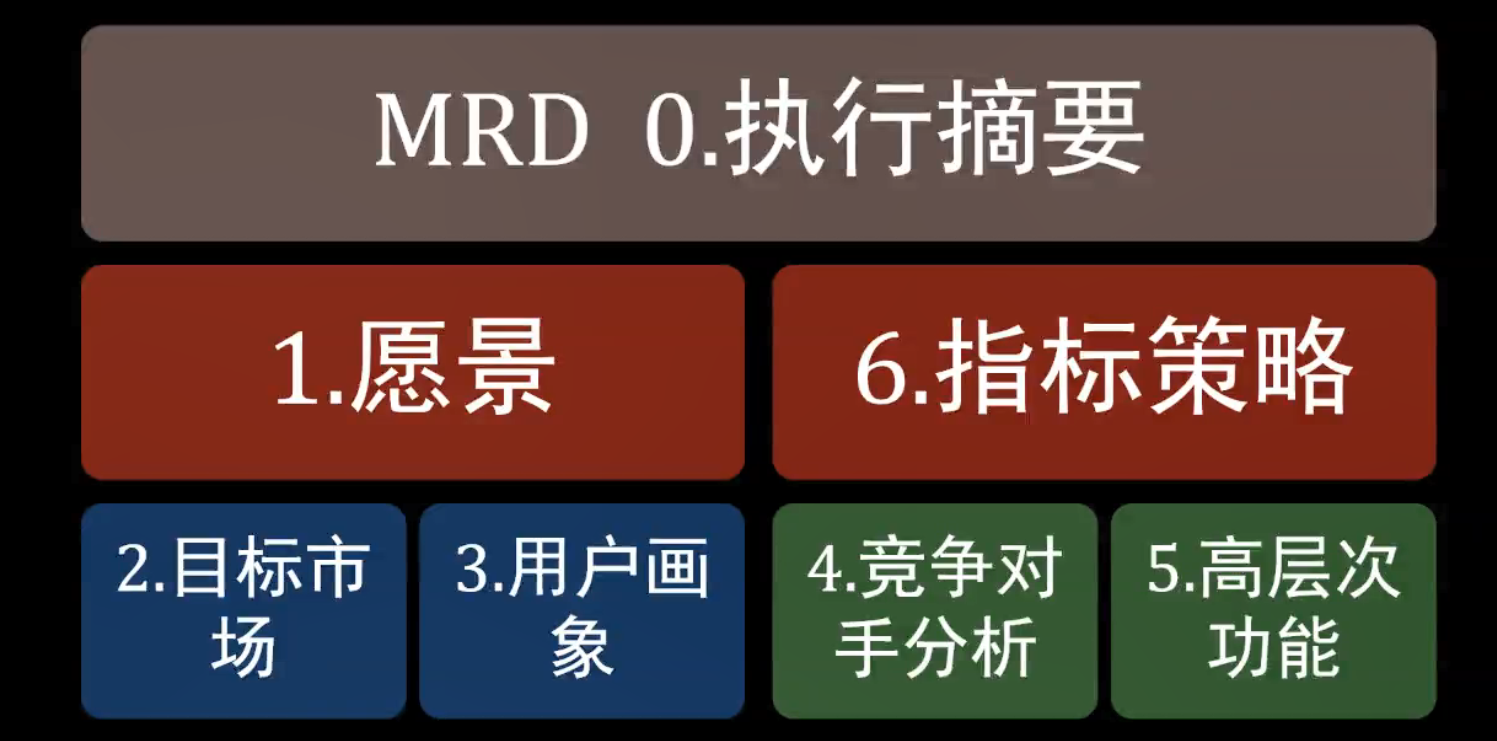 MRD 0.执行摘要
1.愿景
6.指标策略
2.目标市
场
3.用户画
象
4.竞争对
手分析
5.高层次
功能